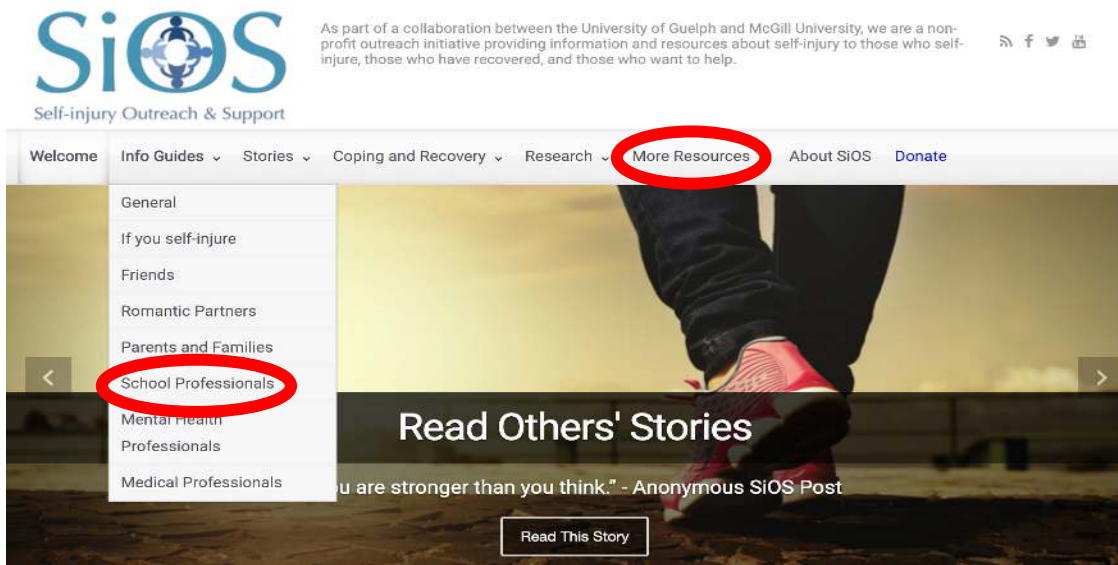 SiOS
Self-injury Outreach & Support
As part of a collaboration between the University of Guelph and McGill University, we are a non-
profit outreach initiative providing information and resources about self-injury to those who self-
injure, those who have recovered, and those who want to help.
Welcome Info Guides Stories Coping and Recovery Research More Resources About SiOS Donate
General
If you self-injure
Friends
Romantic Partners
Parents and Families
School Professionals
Mental Health
Professionals
Medical Professionals
Read Others' Stories
u are stronger than you think." - Anonymous SiOS Post
Read This Story